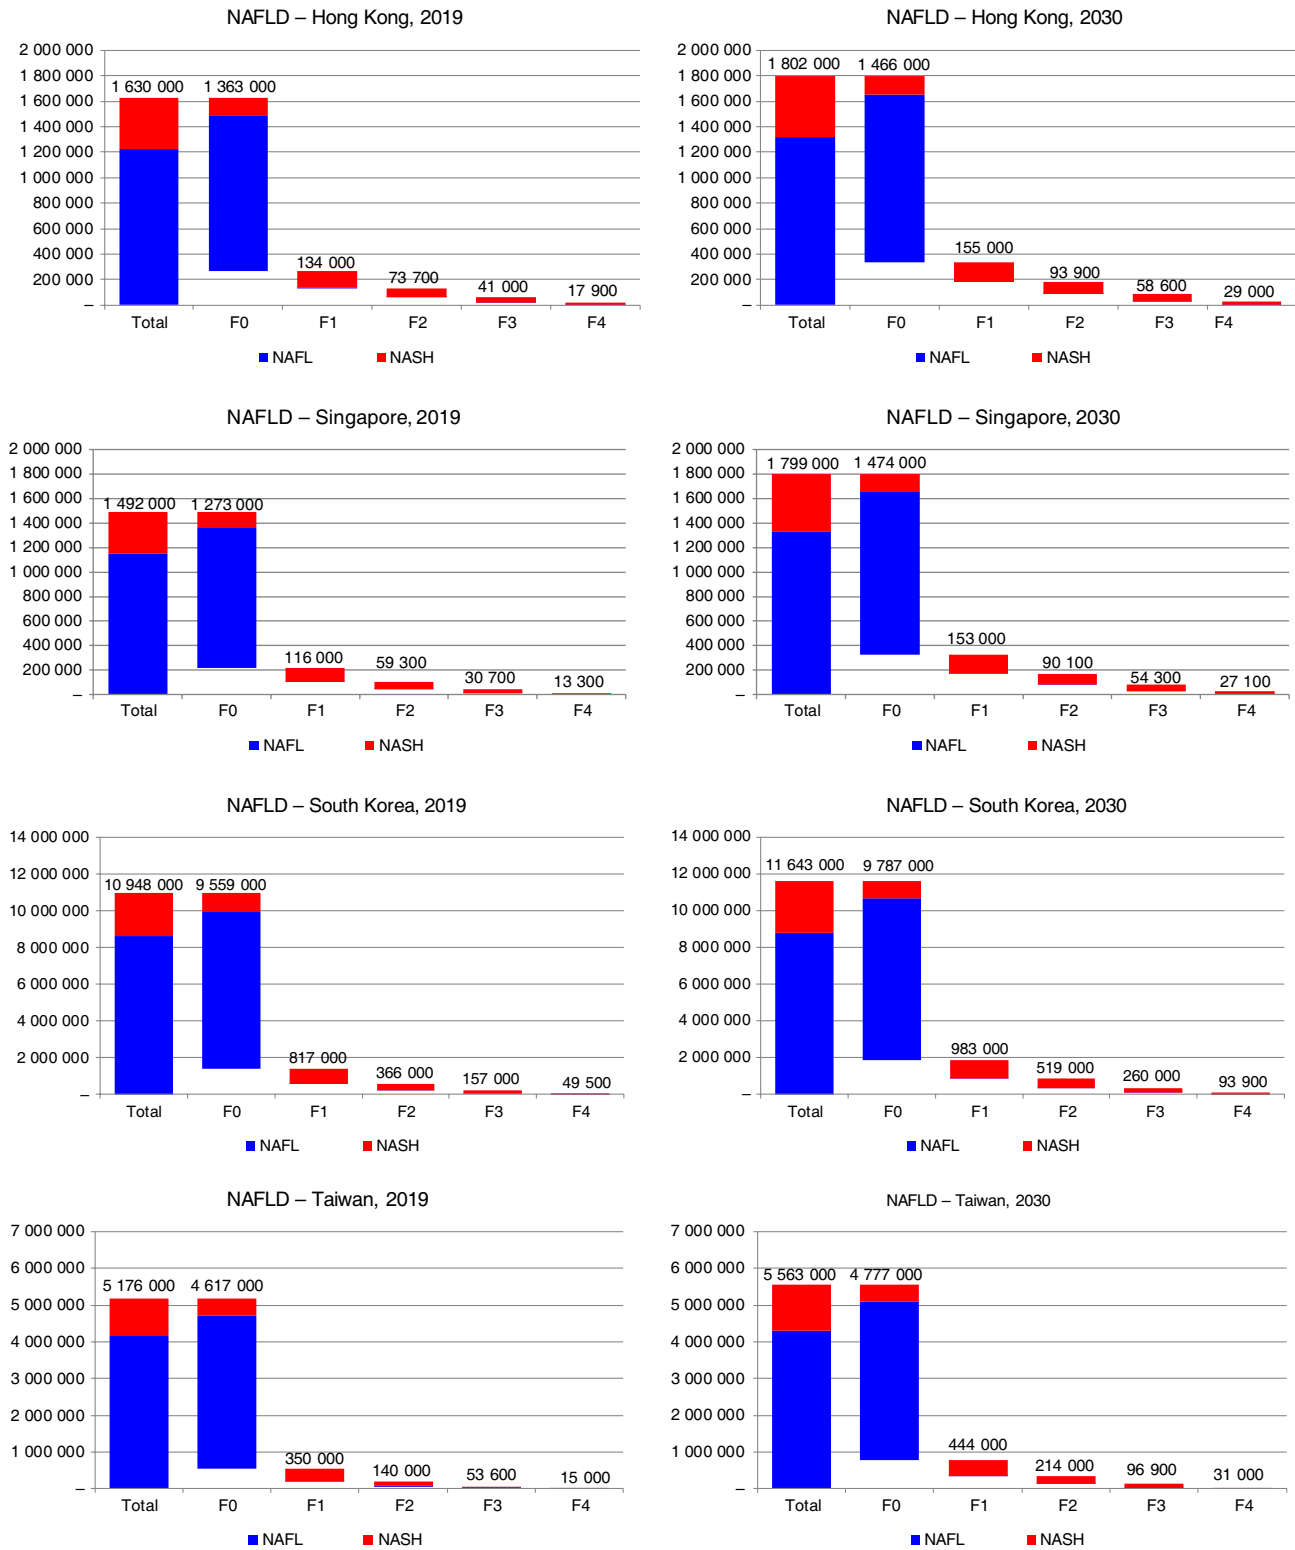 NAFLD – Hong Kong, 2019
2 000 000
1 800 000
1 600 000
1 400 000
1 200 000
1 000 000
800 000
600 000
400 000
200 000
–
1 630 000 1 363 000
134 000
73 700
41 000
17 900
Total F0 F1 F2 F3 F4
NAFL NASH
NAFLD – Hong Kong, 2030
2 000 000
1 800 000
1 600 000
1 400 000
1 200 000
1 000 000
800 000
600 000
400 000
200 000
–
1 802 000 1 466 000
155 000
93 900
58 600
29 000
Total F0 F1 F2 F3 F4
NAFL NASH
NAFLD – Singapore, 2019
2 000 000
1 800 000
1 600 000
1 400 000
1 200 000
1 000 000
800 000
600 000
400 000
200 000
–
1 492 000 1 273 000
116 000
59 300
30 700
13 300
Total F0 F1 F2 F3 F4
NAFL NASH
NAFLD – Singapore, 2030
2 000 000
1 800 000
1 600 000
1 400 000
1 200 000
1 000 000
800 000
600 000
400 000
200 000
–
1 799 000 1 474 000
153 000
90 100
54 300
27 100
Total F0 F1 F2 F3 F4
NAFL NASH
NAFLD – South Korea, 2019
14 000 000
12 000 000
10 000 000
8 000 000
6 000 000
4 000 000
2 000 000
–
10 948 000 9 559 000
817 000
366 000
157 000
49 500
Total F0 F1 F2 F3 F4
NAFL NASH
NAFLD – South Korea, 2030
14 000 000
12 000 000
10 000 000
8 000 000
6 000 000
4 000 000
2 000 000
–
11 643 000 9 787 000
983 000
519 000
260 000
93 900
Total F0 F1 F2 F3 F4
NAFL NASH
NAFLD – Taiwan, 2019
7 000 000
6 000 000
5 000 000
4 000 000
3 000 000
2 000 000
1 000 000
–
5 176 000 4 617 000
350 000
140 000
53 600
15 000
Total F0 F1 F2 F3 F4
NAFL NASH
NAFLD – Taiwan, 2030
7 000 000
6 000 000
5 000 000
4 000 000
3 000 000
2 000 000
1 000 000
–
5 563 000 4 777 000
444 000
214 000
96 900
31 000
Total F0 F1 F2 F3 F4
NAFL NASH